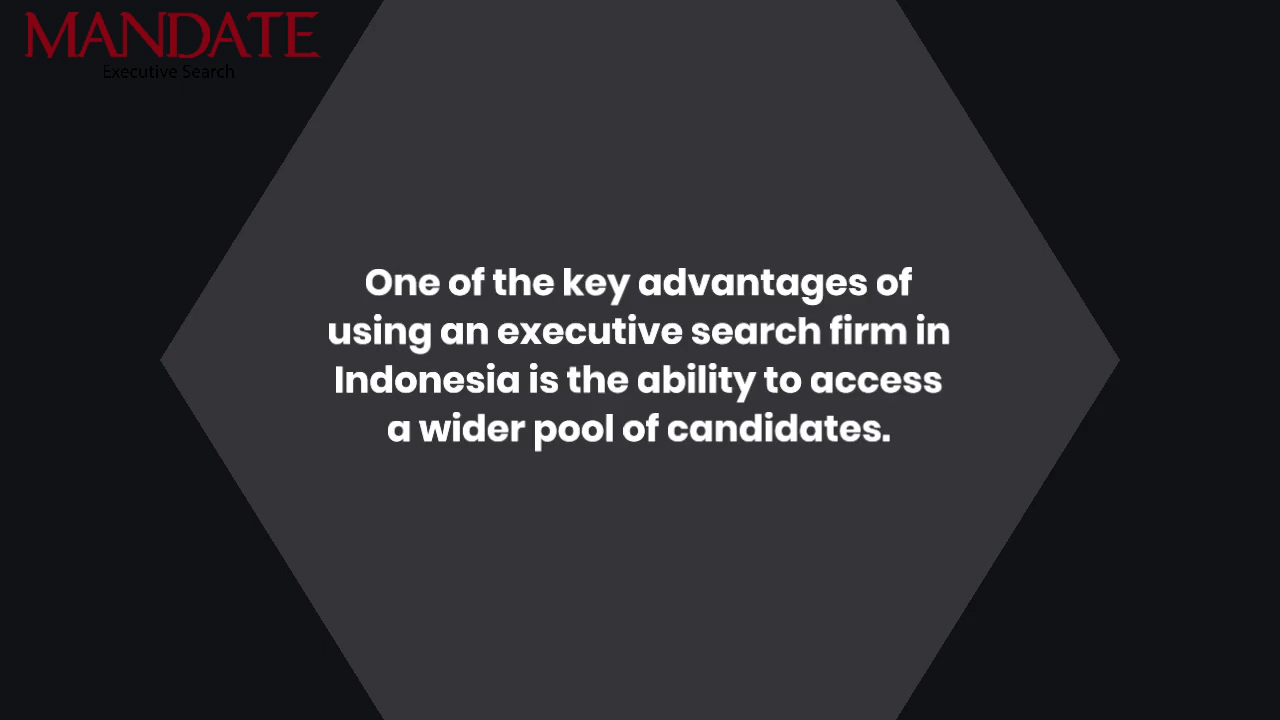 MANDATE
Executive Search
One of the key advantages of
using an executive search firm in
Indonesia is the ability to access
a wider pool of candidates.